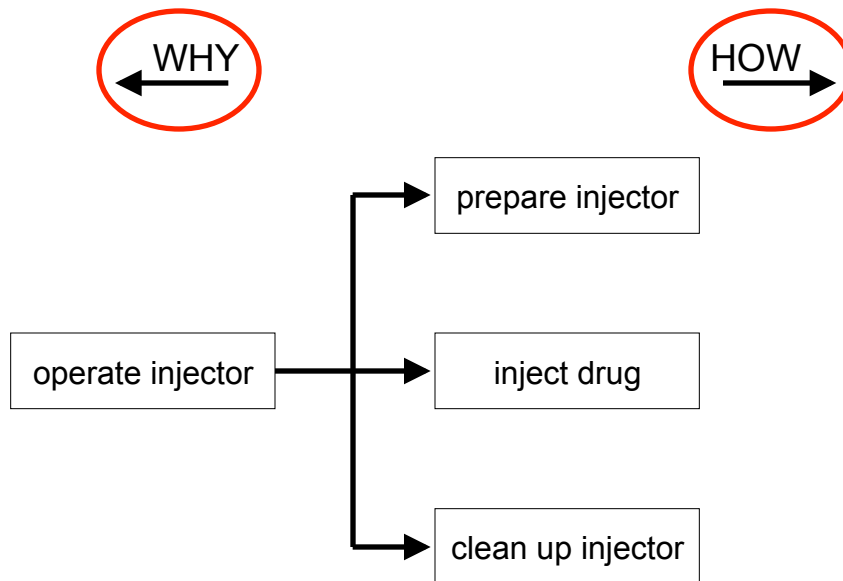 WHY
HOW
prepare injector
operate injector
inject drug
clean up injector